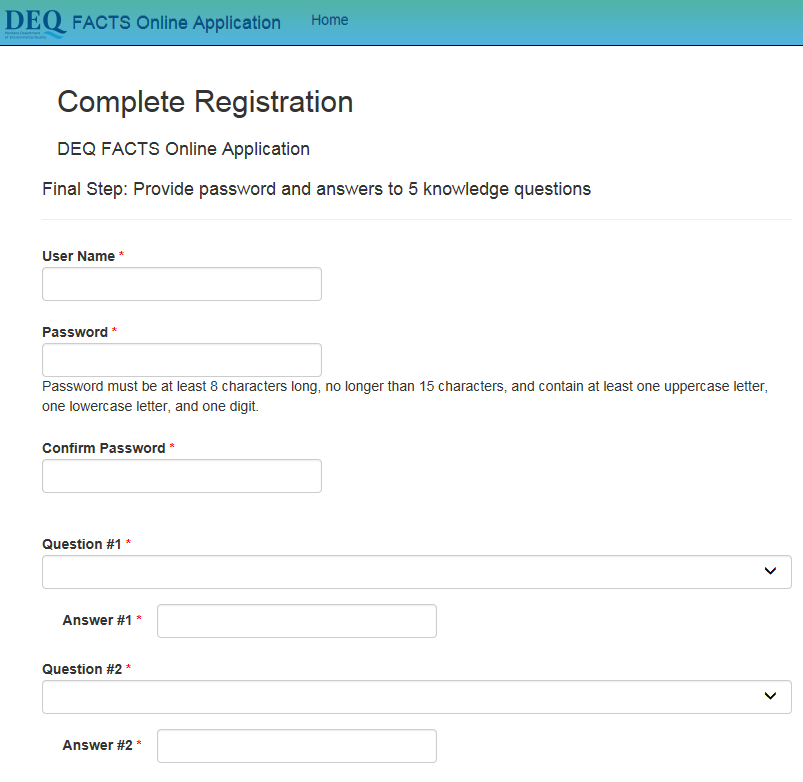 DEQ FACTS Online Application Home
Complete Registration
DEQ FACTS Online Application
Final Step: Provide password and answers to 5 knowledge questions
User Name *
Password *
Password must be at least 8 characters long, no longer than 15 characters, and contain at least one uppercase letter,
one lowercase letter, and one digit.
Confirm Password *
Question #1 *
Answer #1 *
Question #2 *
Answer #2 *